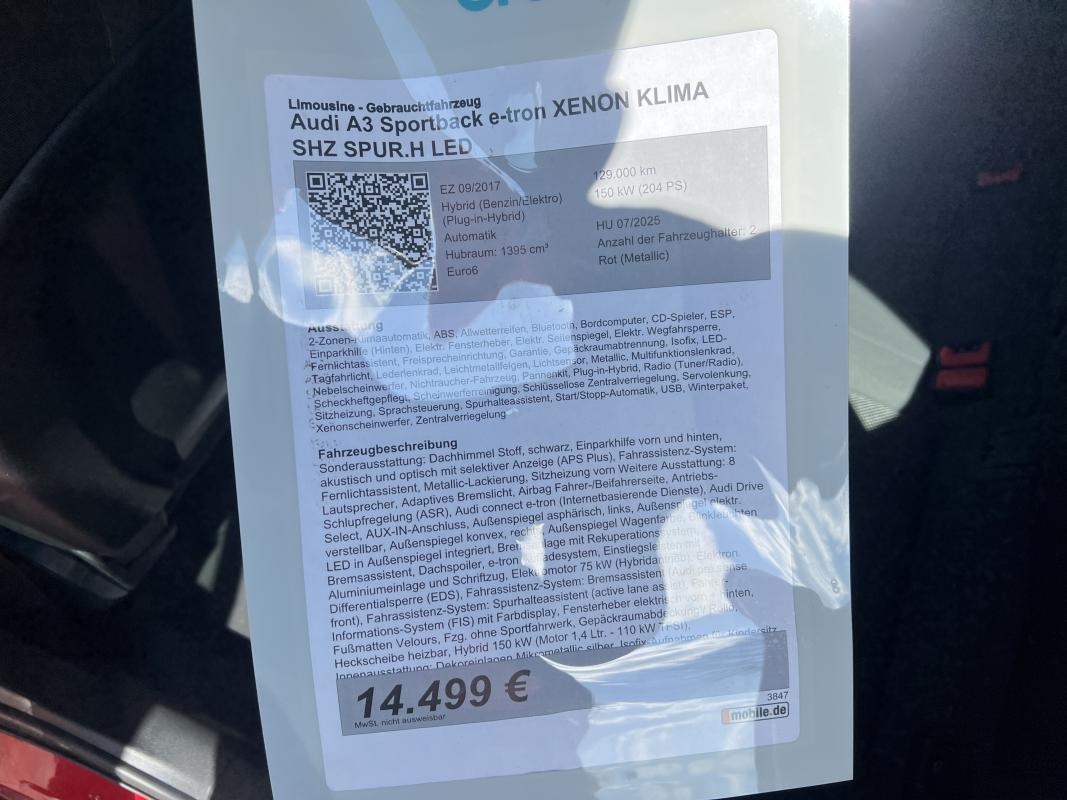 Limousine - Gebrauchtfahrzeug
Audi A3 Sportback e-tron XENON KLIMA
SHZ SPUR.H LED
EZ 09/2017
Hybrid (Benzin/Elektro)
(Plug-in-Hybrid)
Automatik
Hubraum: 1395 cm³
Euro6
129.000 km
150 kW (204 PS)
HU 07/2025
Anzahl der Fahrzeughalter: 2
Rot (Metallic)
Ausstattung
2-Zonen-Klimaautomatik, ABS, Allwetterreifen, Bluetooth, Bordcomputer, CD-Spieler, ESP,
Einparkhilfe (Hinten), Elektr. Fensterheber, Elektr. Seitenspiegel, Elektr. Wegfahrsperre,
Fernlichtassistent, Freisprecheinrichtung, Garantie, Gepäckraumabtrennung, Isofix, LED-
Tagfahrlicht, Lederlenkrad, Leichtmetallfelgen, Lichtsensor, Metallic, Multifunktionslenkrad,
Nebelscheinwerfer, Nichtraucher-Fahrzeug, Pannenkit, Plug-in-Hybrid, Radio (Tuner/Radio),
Scheckheftgepflegt, Scheinwerferreinigung, Schlüssellose Zentralverriegelung, Servolenkung,
Sitzheizung, Sprachsteuerung, Spurhalteassistent, Start/Stopp-Automatik, USB, Winterpaket,
Xenonscheinwerfer, Zentralverriegelung
Fahrzeugbeschreibung
Sonderausstattung: Dachhimmel Stoff, schwarz, Einparkhilfe vorn und hinten,
akustisch und optisch mit selektiver Anzeige (APS Plus), Fahrassistenz-System:
Fernlichtassistent, Metallic-Lackierung, Sitzheizung vorn Weitere Ausstattung: 8
Lautsprecher, Adaptives Bremslicht, Airbag Fahrer-/Beifahrerseite, Antriebs-
Schlupfregelung (ASR), Audi connect e-tron (Internetbasierende Dienste), Audi Drive
Select, AUX-IN-Anschluss, Außenspiegel asphärisch, links, Außenspiegel elektr.
verstellbar, Außenspiegel konvex, rechts, Außenspiegel Wagenfarbe, Blinkleuchten
LED in Außenspiegel integriert, Bremsanlage mit Rekuperationssystem,
Bremsassistent, Dachspoiler, e-tron Ladesystem, Einstiegsleisten mit
Aluminiumeinlage und Schriftzug, Elektromotor 75 kW (Hybridantrieb), Elektron.
Differentialsperre (EDS), Fahrassistenz-System: Bremsassistent (Audi pre sense
front), Fahrassistenz-System: Spurhalteassistent (active lane assist), Fahrer-
Informations-System (FIS) mit Farbdisplay, Fensterheber elektrisch vorn + hinten,
Fußmatten Velours, Fzg. ohne Sportfahrwerk, Gepäckraumabdeckung / Rollo,
Heckscheibe heizbar, Hybrid 150 kW (Motor 1,4 Ltr. - 110 kW TFSI),
Innenausstattung: Dekoreinlagen Mikrometallic silber, Isofix-Aufnahmen für Kindersitz
14.499 €
MwSt. nicht ausweisbar
3847
mobile.de